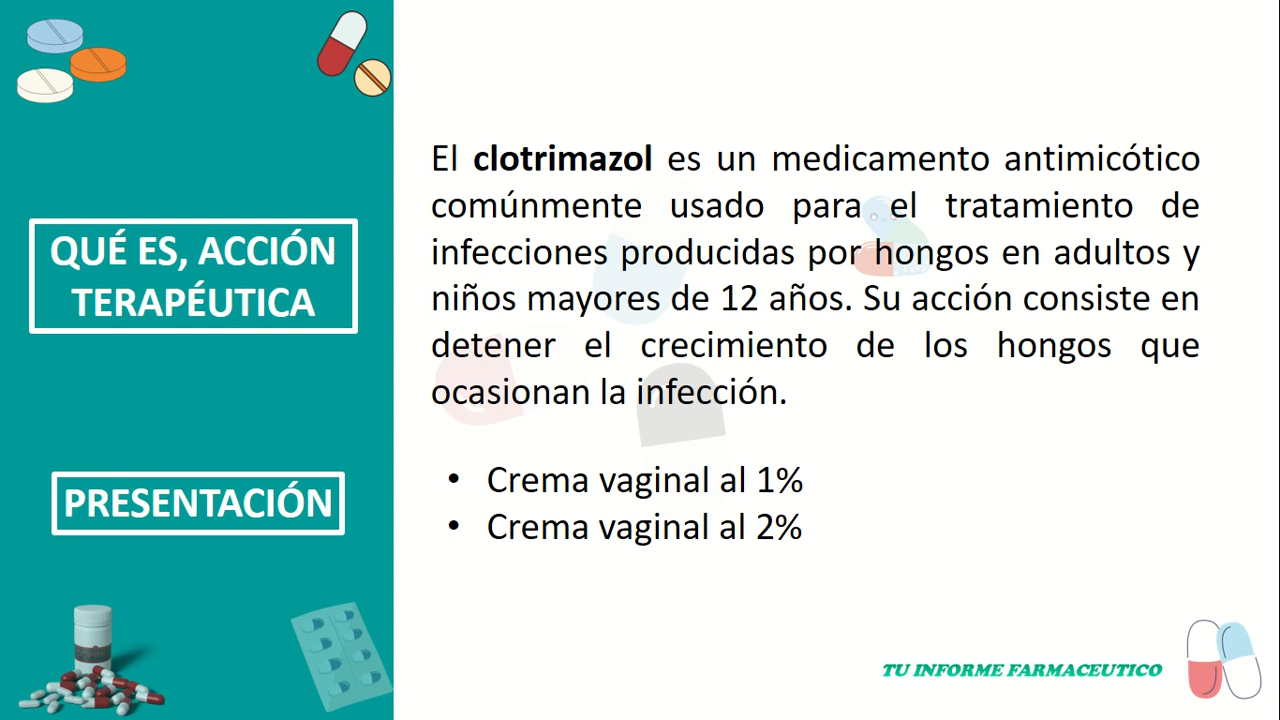 QUÉ ES, ACCIÓN
TERAPÉUTICA
El clotrimazol es un medicamento antimicótico
comúnmente usado para el tratamiento de
infecciones producidas por hongos en adultos y
niños mayores de 12 años. Su acción consiste en
detener el crecimiento de los hongos que
ocasionan la infección.
PRESENTACIÓN
• Crema vaginal al 1%
• Crema vaginal al 2%
TU INFORME FARMACEUTICO